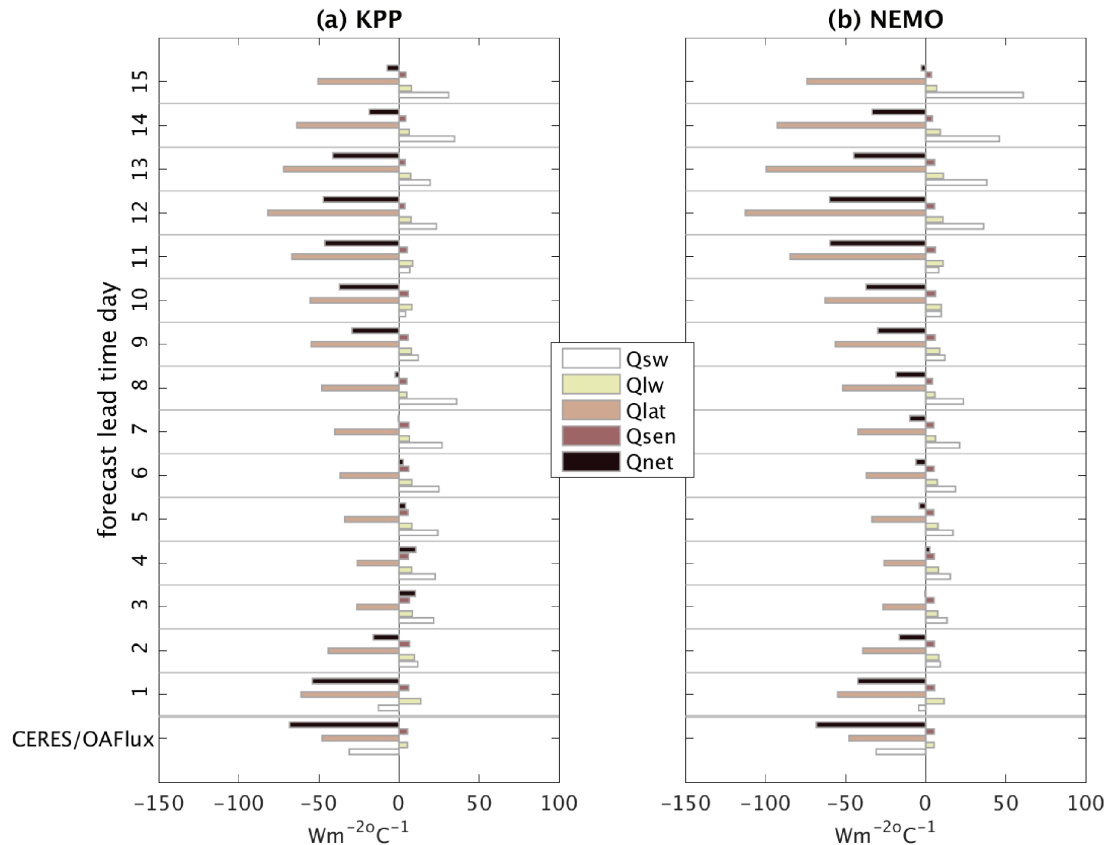 (a) KPP
(b) NEMO
forecast lead time day
15
14
13
12
11
10
9
8
7
6
5
4
3
2
1
CERES/OAFlux
Qsw
Qlw
Qlat
Qsen
Qnet
−150 −100 −50 0 50 100
−150 −100 −50 0 50 100
Wm⁻²°C⁻¹
Wm⁻²°C⁻¹